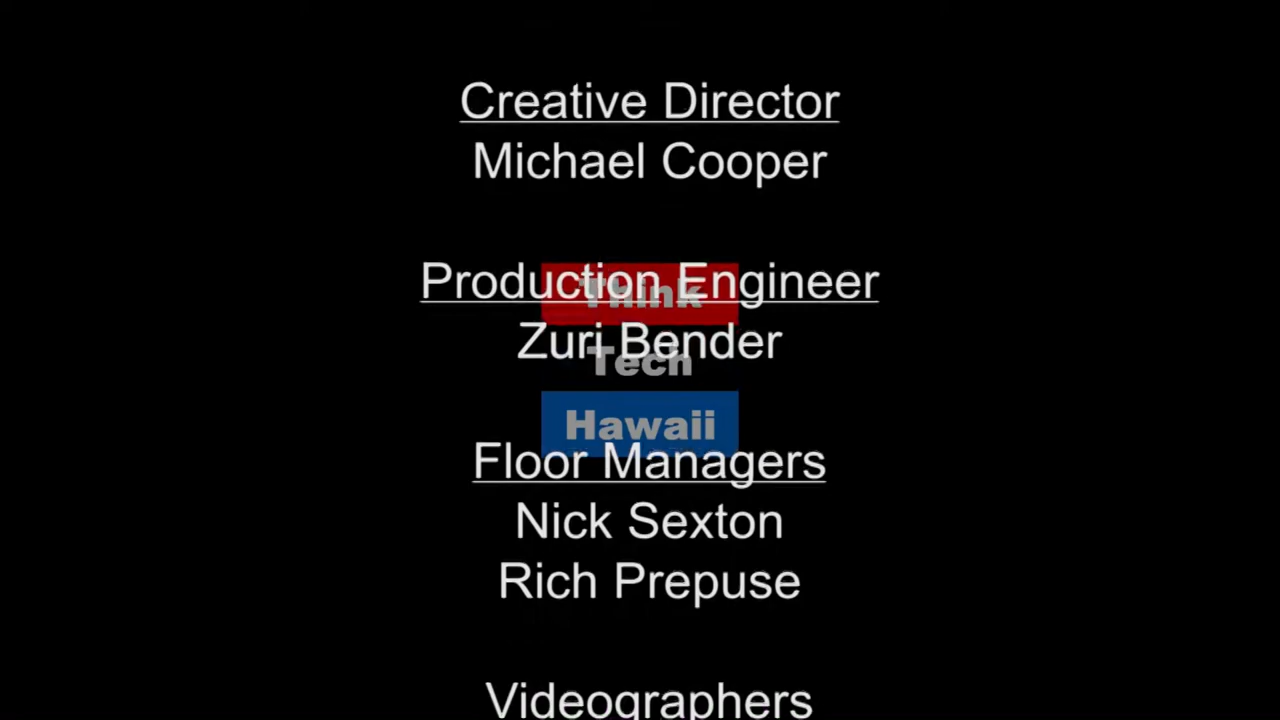 Creative Director
Michael Cooper
Production Engineer
Think
Zuri Bender
Tech
Hawaii
Floor Managers
Nick Sexton
Rich Prepuse
Videographers